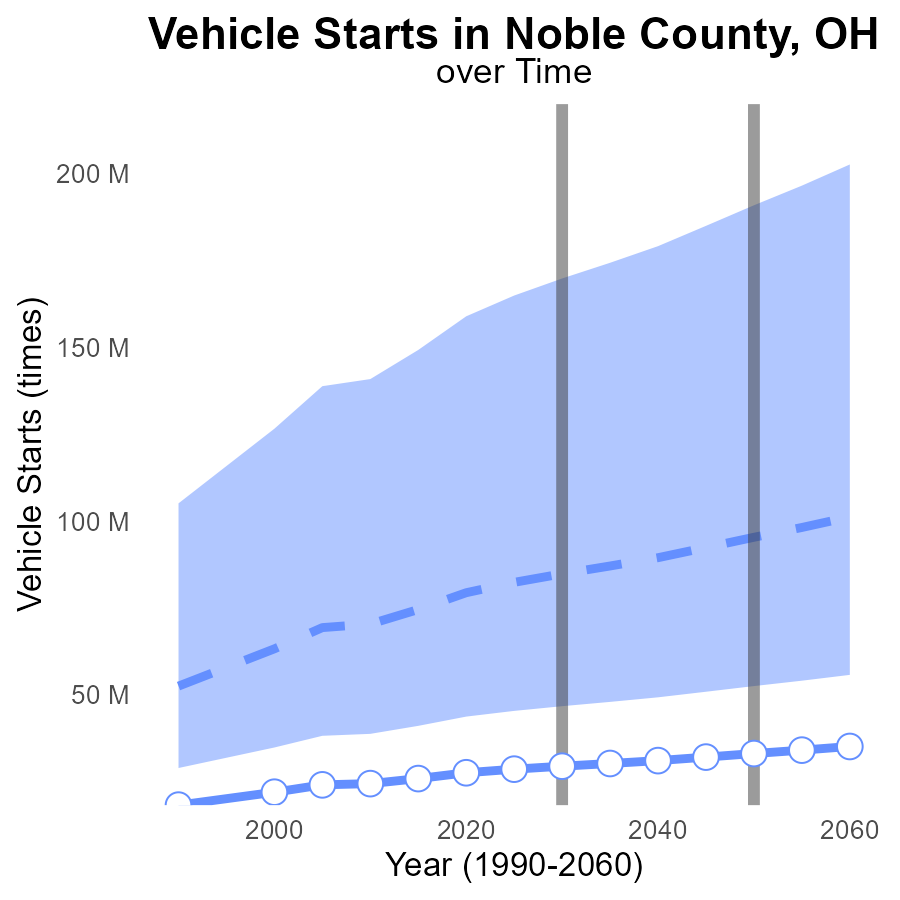 Vehicle Starts in Noble County, OH
over Time
Vehicle Starts (times)
200 M
150 M
100 M
50 M
2000
2020
2040
2060
Year (1990-2060)